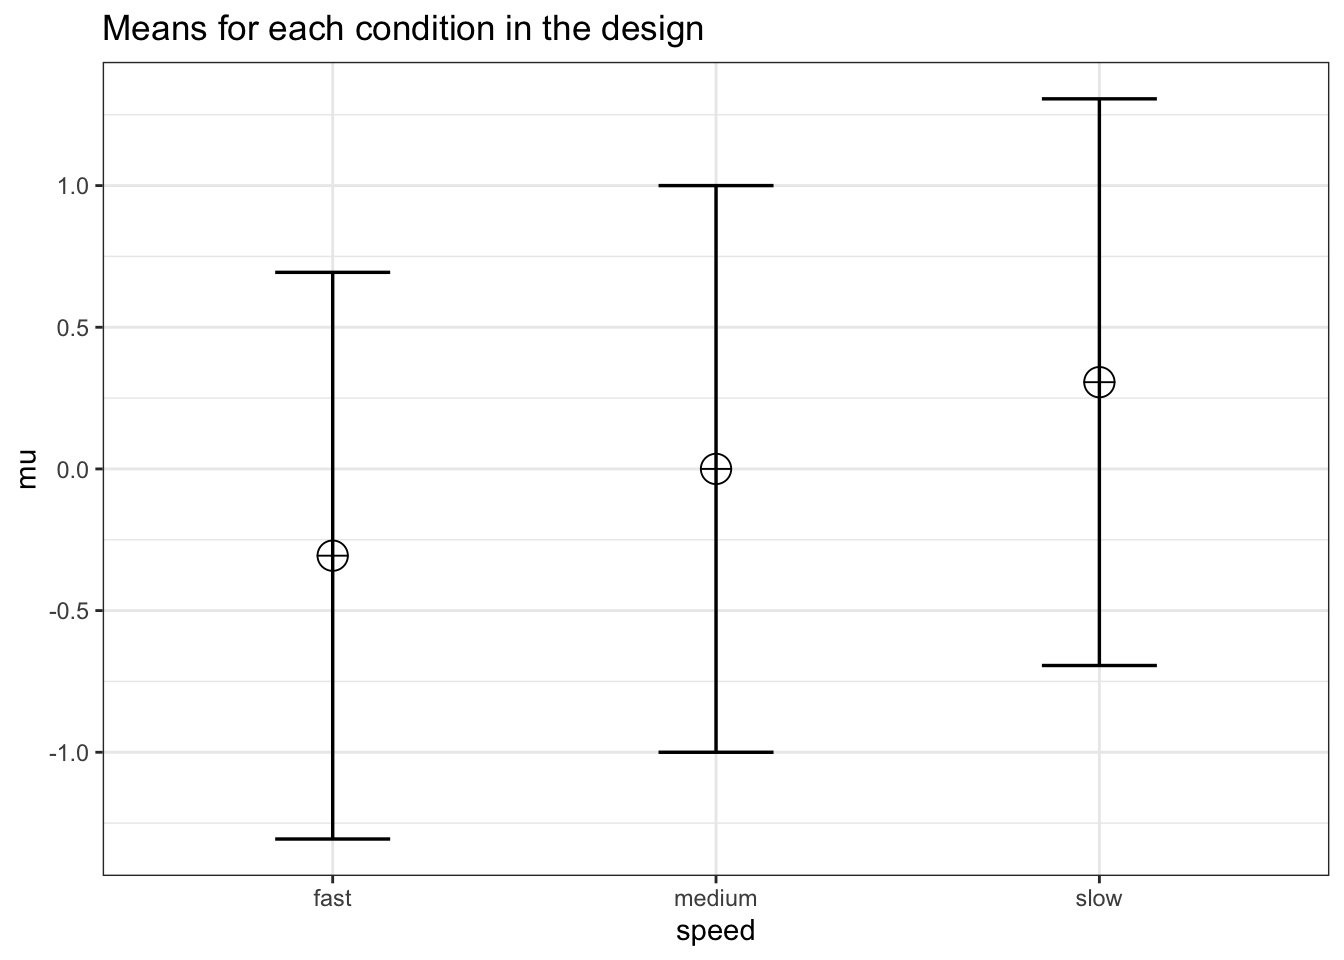 Means for each condition in the design
mu
1.0
0.5
0.0
-0.5
-1.0
fast medium slow
speed